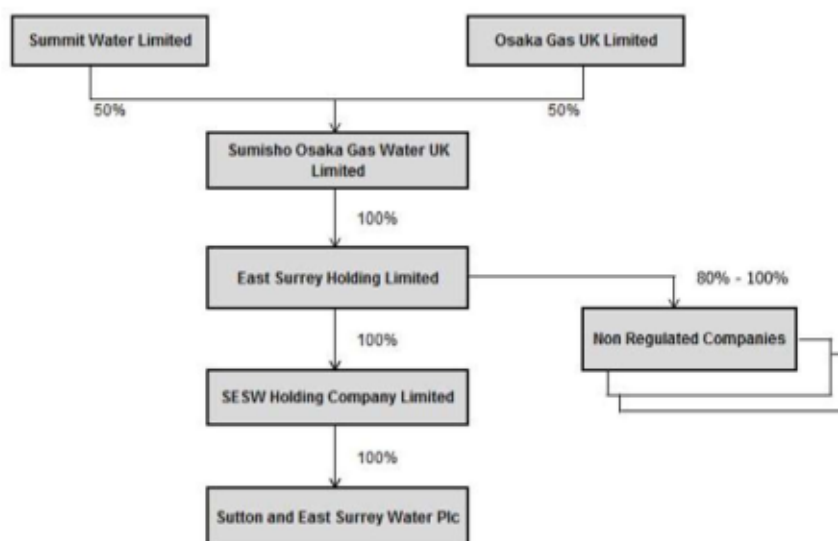 Summit Water Limited
Osaka Gas UK Limited
50%
50%
Sumisho Osaka Gas Water UK
Limited
100%
East Surrey Holding Limited
80% - 100%
Non Regulated Companies
100%
SESW Holding Company Limited
100%
Sutton and East Surrey Water Plc